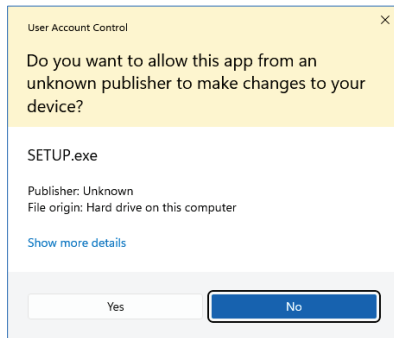 User Account Control
Do you want to allow this app from an
unknown publisher to make changes to your
device?
SETUP.exe
Publisher: Unknown
File origin: Hard drive on this computer
Show more details
Yes
No